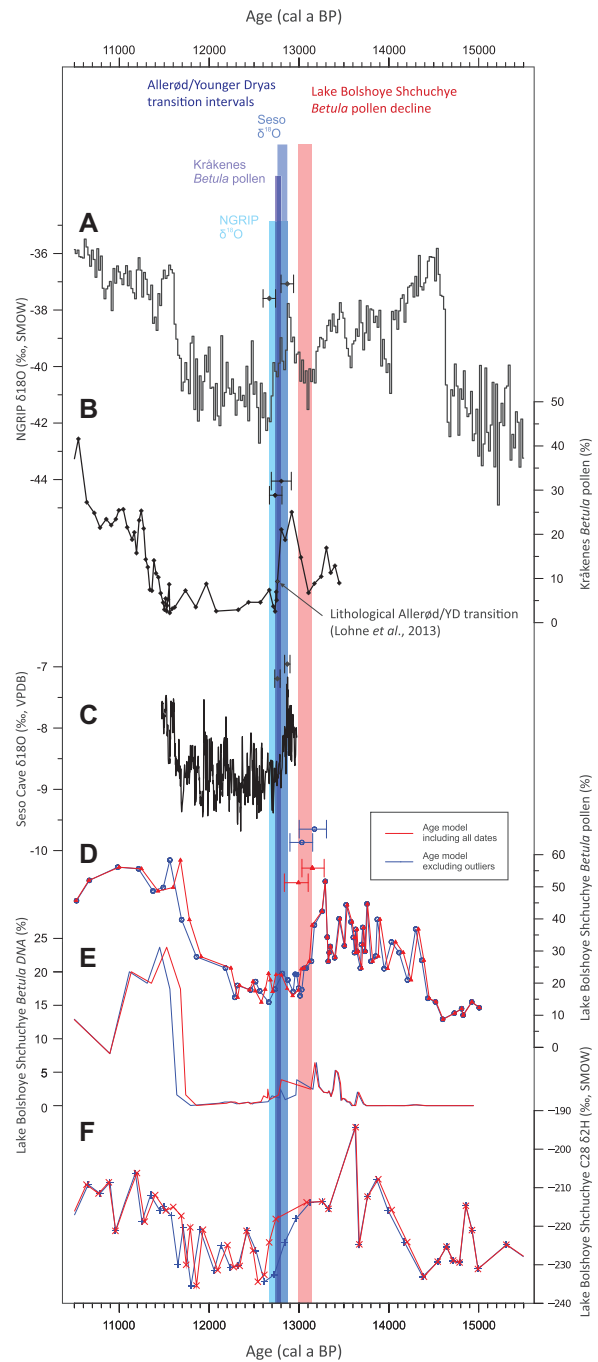 Age (cal a BP)
11000 12000 13000 14000 15000
Allerød/Younger Dryas
transition intervals
Lake Bolshoye Shchuchye
Betula pollen decline
Seso
δ¹⁸O
Kråkenes
Betula pollen
NGRIP
δ¹⁸O
A
-36
-38
-40
-42
-44
NGRIP δ18O (‰, SMOW)
B
50
40
30
20
10
0
Kråkenes Betula pollen (%)
Lithological Allerød/YD transition
(Lohne et al., 2013)
C
-7
-8
-9
-10
Seso Cave δ18O (‰, VPDB)
Age model
including all dates
Age model
excluding outliers
D
60
50
40
30
20
10
0
Lake Bolshoye Shchuchye Betula pollen (%)
E
25
20
15
10
5
0
Lake Bolshoye Shchuchye Betula DNA (%)
F
−190
-200
-210
-220
-230
-240
Lake Bolshoye Shchuchye C28 δ2H (‰, SMOW)
11000 12000 13000 14000 15000
Age (cal a BP)